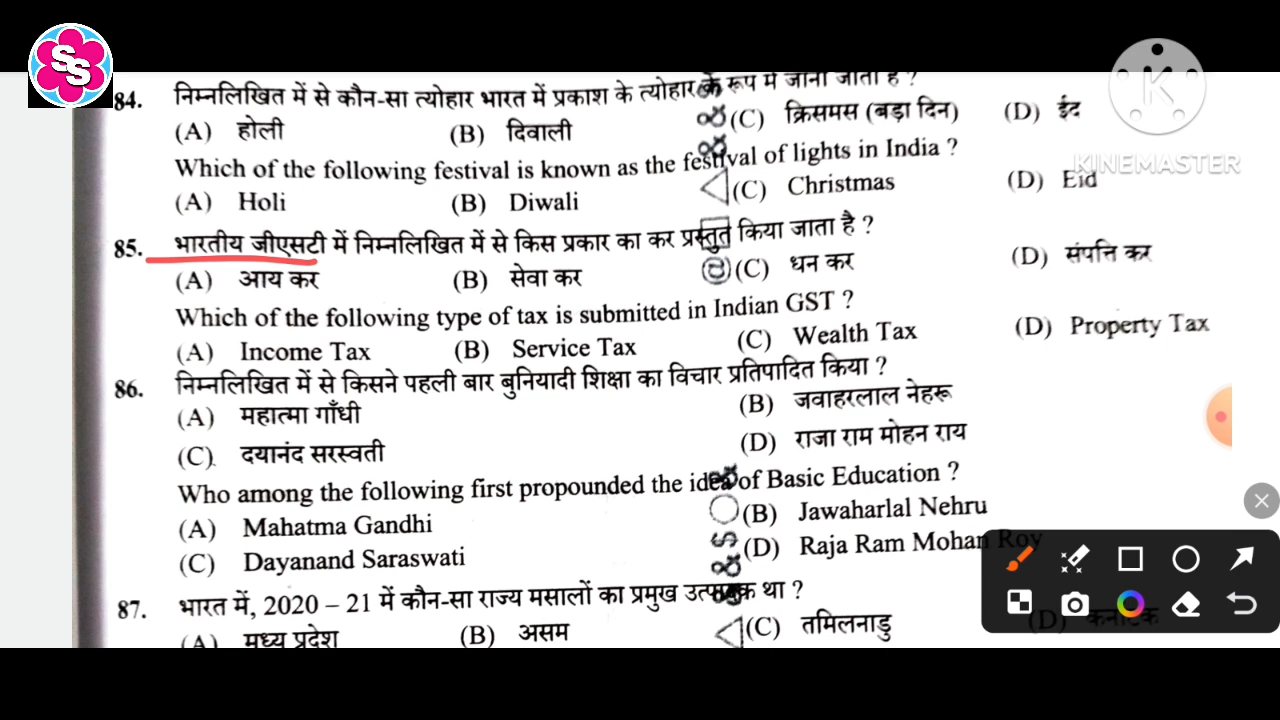 SS
KINEMASTER
84. निम्नलिखित में से कौन-सा त्योहार भारत में प्रकाश के त्योहार के रूप में जाना जाता है ?
(A) होली (B) दिवाली (C) क्रिसमस (बड़ा दिन) (D) ईद
Which of the following festival is known as the festival of lights in India ?
(A) Holi (B) Diwali (C) Christmas (D) Eid
85. भारतीय जीएसटी में निम्नलिखित में से किस प्रकार का कर प्रस्तुत किया जाता है ?
(A) आय कर (B) सेवा कर (C) धन कर (D) संपत्ति कर
Which of the following type of tax is submitted in Indian GST ?
(A) Income Tax (B) Service Tax (C) Wealth Tax (D) Property Tax
86. निम्नलिखित में से किसने पहली बार बुनियादी शिक्षा का विचार प्रतिपादित किया ?
(A) महात्मा गाँधी (B) जवाहरलाल नेहरू
(C) दयानंद सरस्वती (D) राजा राम मोहन राय
Who among the following first propounded the idea of Basic Education ?
(A) Mahatma Gandhi (B) Jawaharlal Nehru
(C) Dayanand Saraswati (D) Raja Ram Mohan Roy
87. भारत में, 2020 – 21 में कौन-सा राज्य मसालों का प्रमुख उत्पादक था ?
(A) मध्य प्रदेश (B) असम (C) तमिलनाडु (D) कर्नाटक